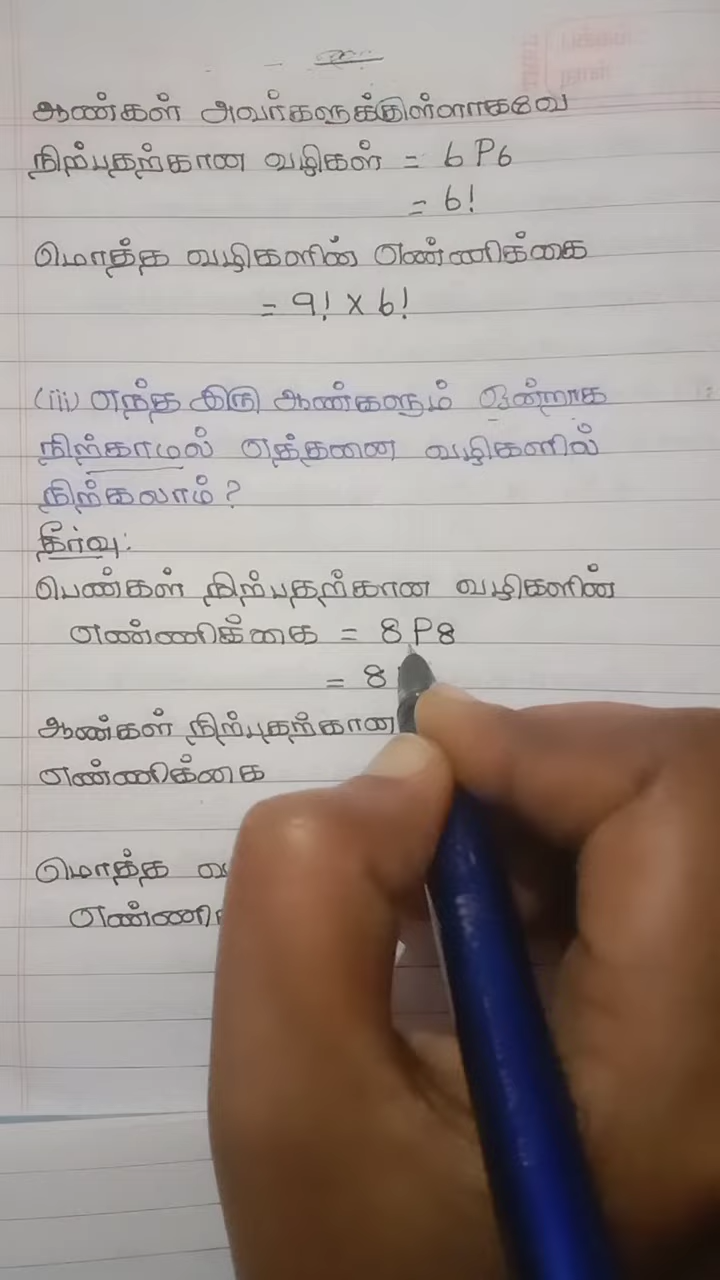 ஆண்கள் அவர்களுக்குள்ளாகவே
நிற்பதற்கான வழிகள் = 6P6
= 6!
மொத்த வழிகளின் எண்ணிக்கை
= 9! x 6!
(iii) எந்த இரு ஆண்களும் ஒன்றாக
நிற்காமல் எத்தனை வழிகளில்
நிற்கலாம்?
தீர்வு:
பெண்கள் நிற்பதற்கான வழிகளின்
எண்ணிக்கை = 8P8
= 8
ஆண்கள் நிற்பதற்கான
எண்ணிக்கை
மொத்த